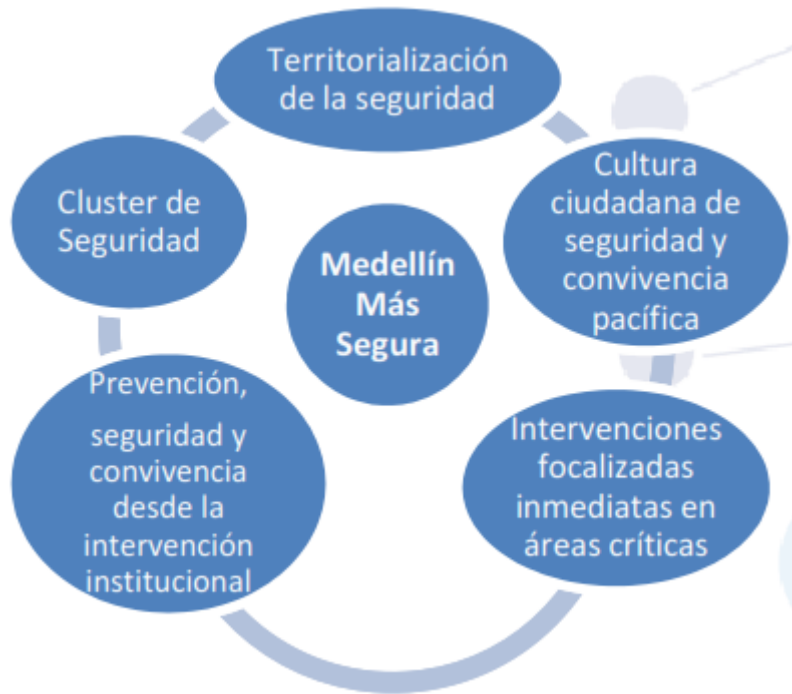 Territorialización
de la seguridad
Cultura
ciudadana de
seguridad y
convivencia
pacífica
Intervenciones
focalizadas
inmediatas en
áreas críticas
Prevención,
seguridad y
convivencia
desde la
intervención
institucional
Cluster de
Seguridad
Medellín
Más
Segura